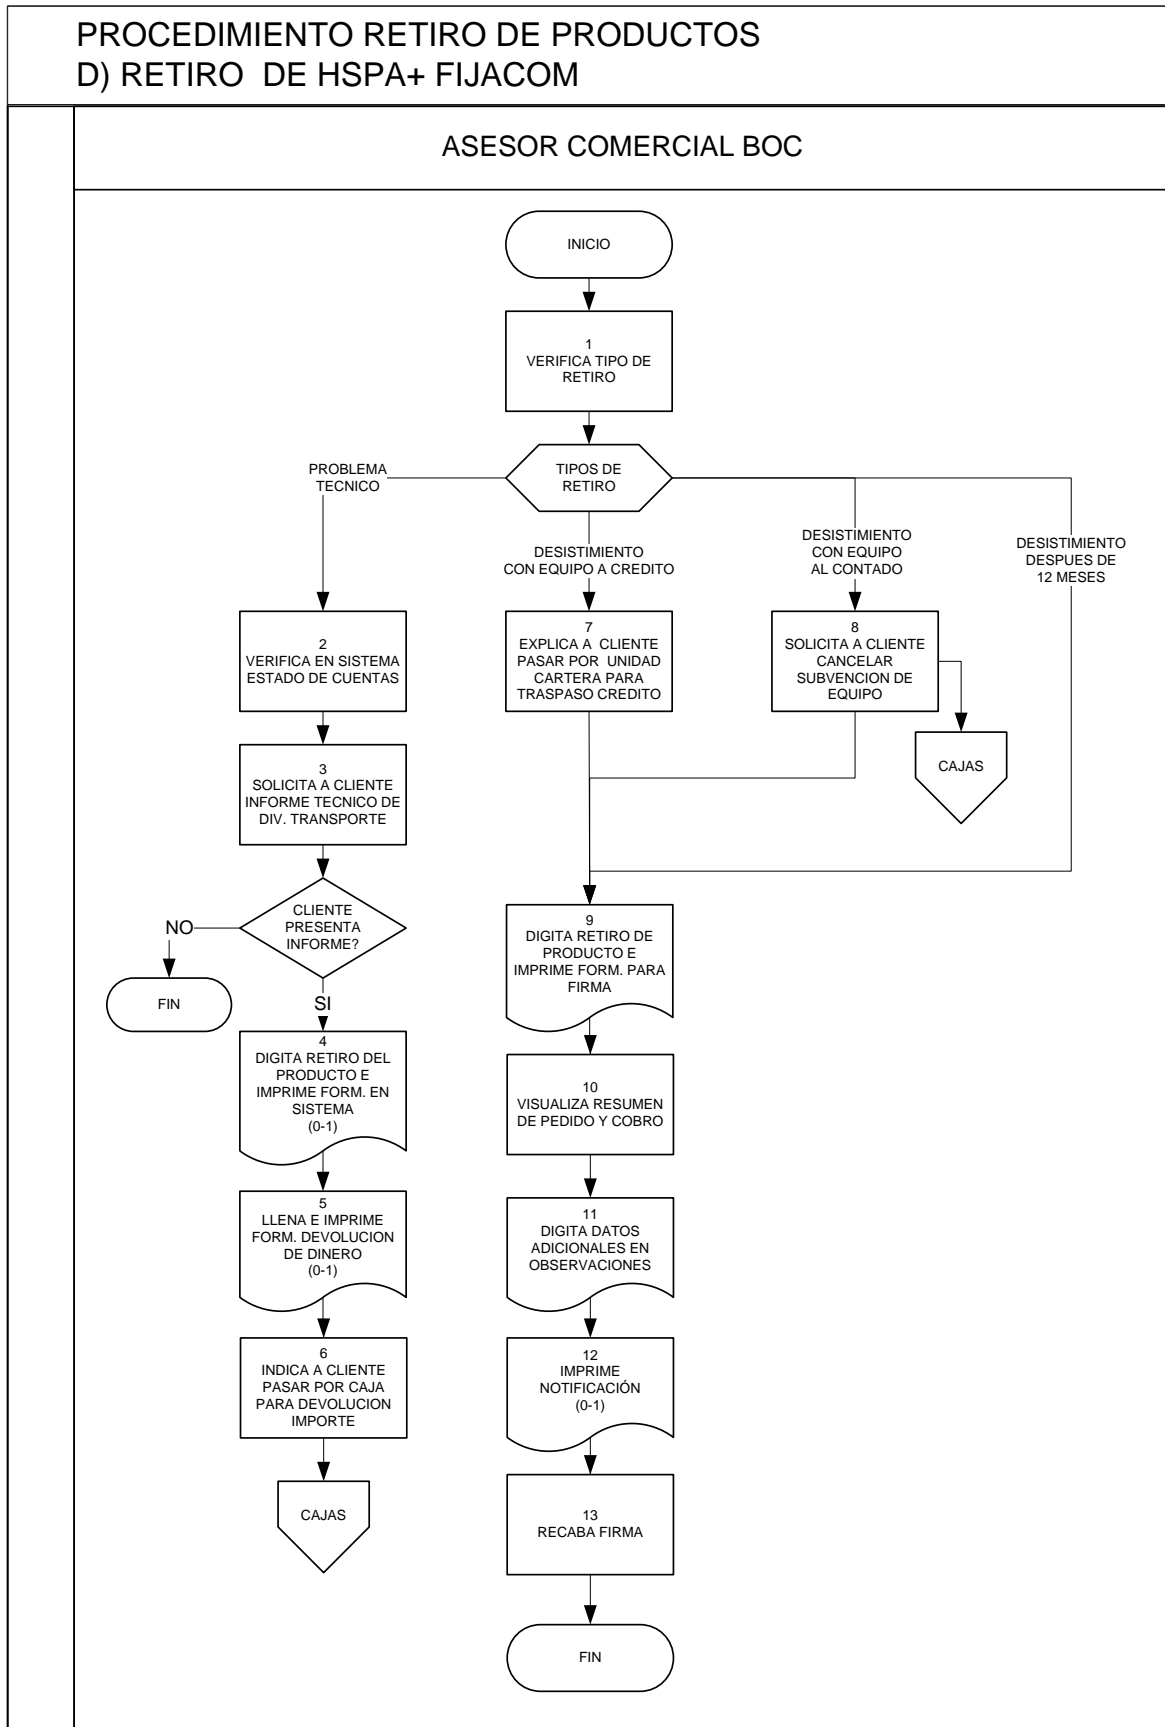 PROCEDIMIENTO RETIRO DE PRODUCTOS
D) RETIRO DE HSPA+ FIJACOM
ASESOR COMERCIAL BOC
INICIO
1
VERIFICA TIPO DE
RETIRO
TIPOS DE
RETIRO
PROBLEMA
TECNICO
DESISTIMIENTO
CON EQUIPO A CREDITO
DESISTIMIENTO
CON EQUIPO
AL CONTADO
DESISTIMIENTO
DESPUES DE
12 MESES
2
VERIFICA EN SISTEMA
ESTADO DE CUENTAS
7
EXPLICA A CLIENTE
PASAR POR UNIDAD
CARTERA PARA
TRASPASO CREDITO
8
SOLICITA A CLIENTE
CANCELAR
SUBVENCION DE
EQUIPO
CAJAS
3
SOLICITA A CLIENTE
INFORME TECNICO DE
DIV. TRANSPORTE
CLIENTE
PRESENTA
INFORME?
NO
FIN
SI
4
DIGITA RETIRO DEL
PRODUCTO E
IMPRIME FORM. EN
SISTEMA
(0-1)
5
LLENA E IMPRIME
FORM. DEVOLUCION
DE DINERO
(0-1)
6
INDICA A CLIENTE
PASAR POR CAJA
PARA DEVOLUCION
IMPORTE
CAJAS
9
DIGITA RETIRO DE
PRODUCTO E
IMPRIME FORM. PARA
FIRMA
10
VISUALIZA RESUMEN
DE PEDIDO Y COBRO
11
DIGITA DATOS
ADICIONALES EN
OBSERVACIONES
12
IMPRIME
NOTIFICACIÓN
(0-1)
13
RECABA FIRMA
FIN